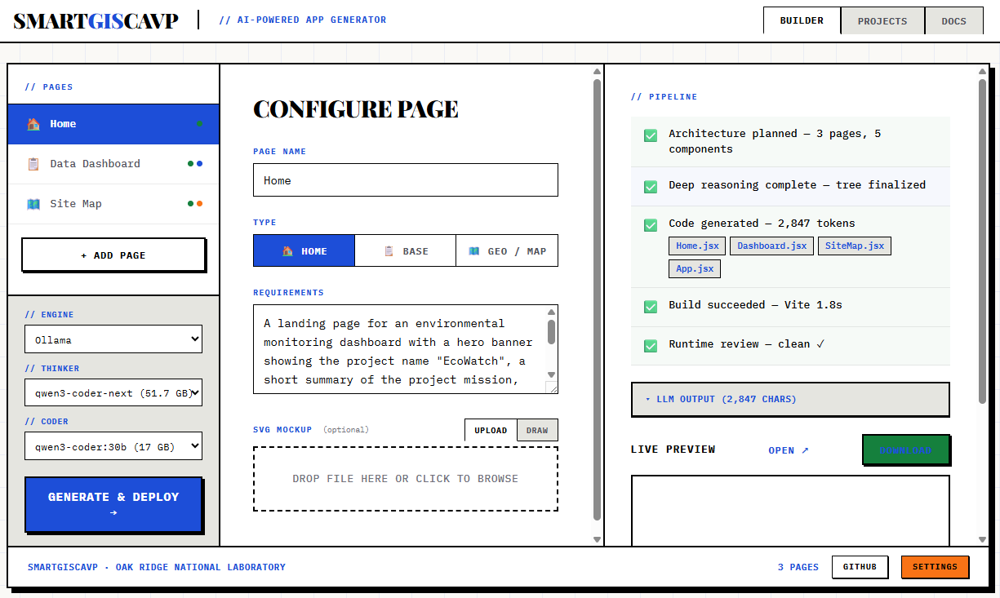 SMARTGISCAVP
// AI-POWERED APP GENERATOR
BUILDER
PROJECTS
DOCS
// PAGES
Home
Data Dashboard
Site Map
+ ADD PAGE
// ENGINE
Ollama
// THINKER
qwen3-coder-next (51.7 GB)
// CODER
qwen3-coder:30b (17 GB)
GENERATE & DEPLOY
→
CONFIGURE PAGE
PAGE NAME
Home
TYPE
HOME
BASE
GEO / MAP
REQUIREMENTS
A landing page for an environmental
monitoring dashboard with a hero banner
showing the project name "EcoWatch", a
short summary of the project mission,
SVG MOCKUP (optional)
UPLOAD
DRAW
DROP FILE HERE OR CLICK TO BROWSE
// PIPELINE
Architecture planned — 3 pages, 5
components
Deep reasoning complete — tree finalized
Code generated — 2,847 tokens
Home.jsx
Dashboard.jsx
SiteMap.jsx
App.jsx
Build succeeded — Vite 1.8s
Runtime review — clean ✓
▾ LLM OUTPUT (2,847 CHARS)
LIVE PREVIEW
OPEN ↗
DOWNLOAD
SMARTGISCAVP · OAK RIDGE NATIONAL LABORATORY
3 PAGES
GITHUB
SETTINGS